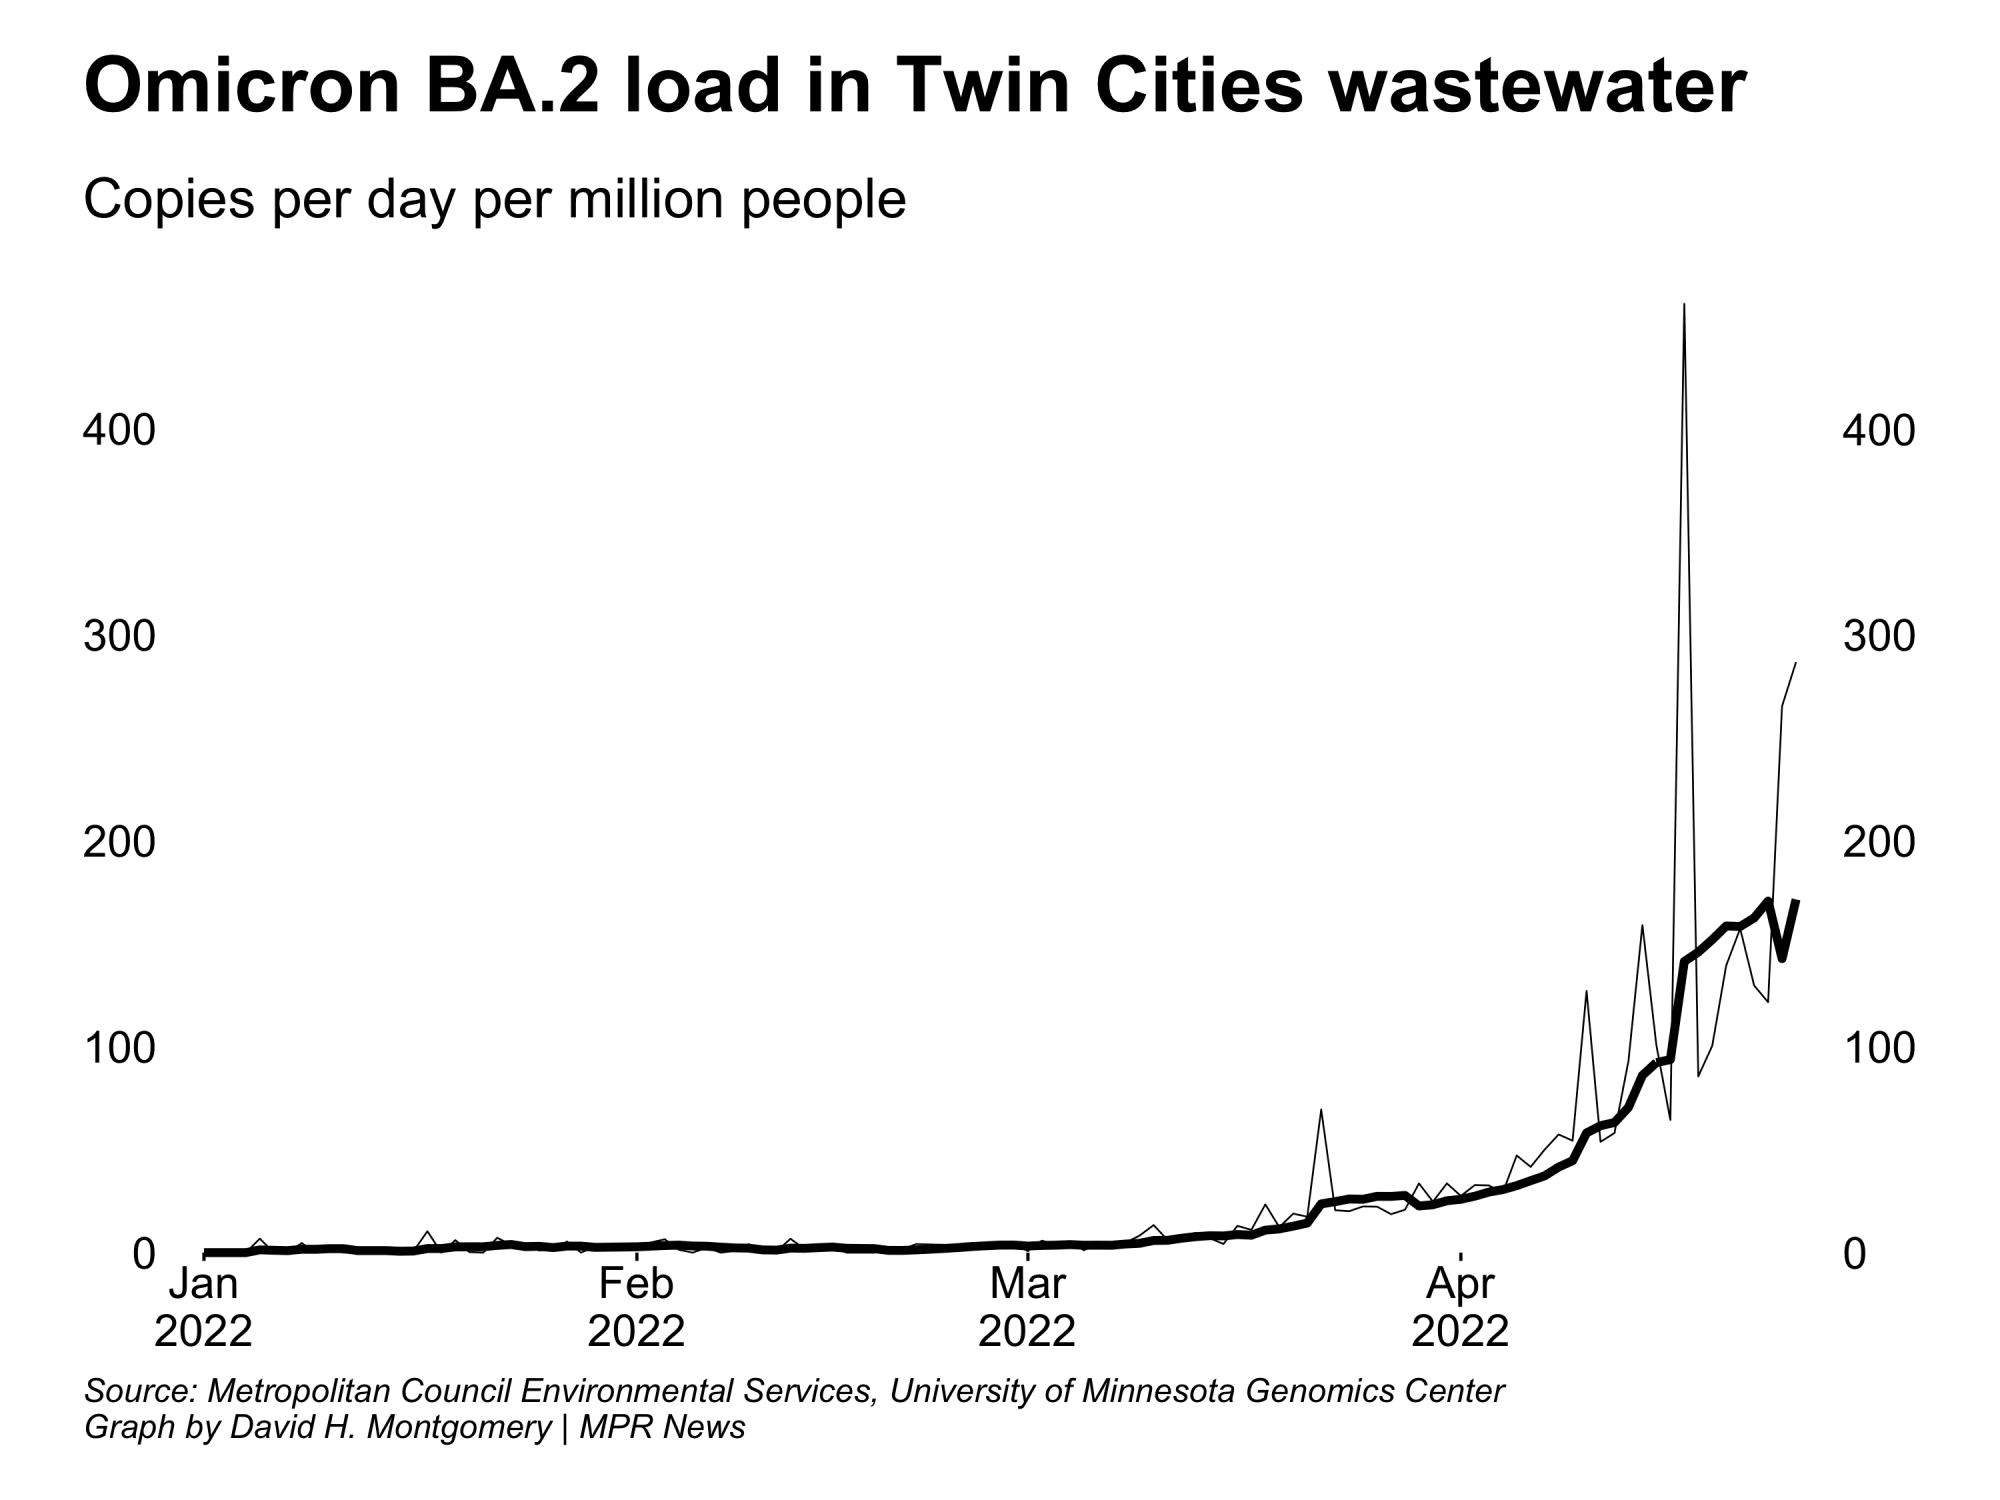 Omicron BA.2 load in Twin Cities wastewater
Copies per day per million people
400 400
300 300
200 200
100 100
0 0
Jan Feb Mar Apr
2022 2022 2022 2022
Source: Metropolitan Council Environmental Services, University of Minnesota Genomics Center
Graph by David H. Montgomery | MPR News